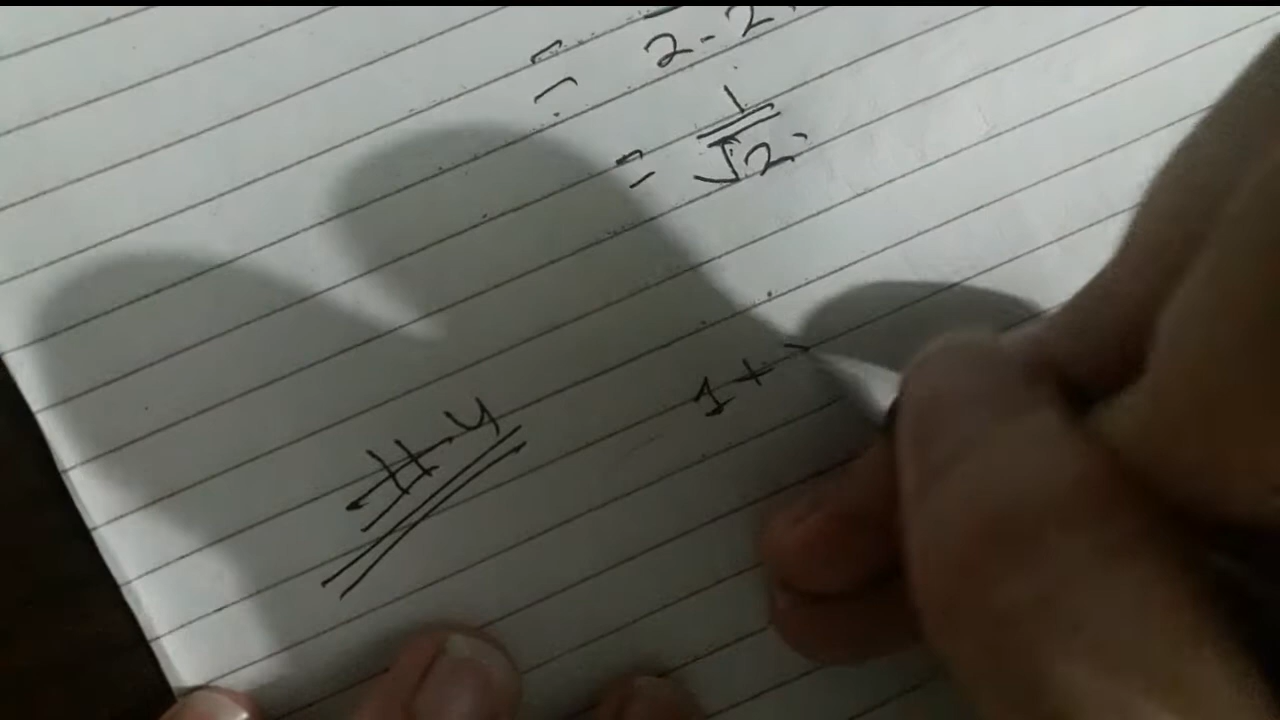 = 2.2
= 1/√2
#4
1+